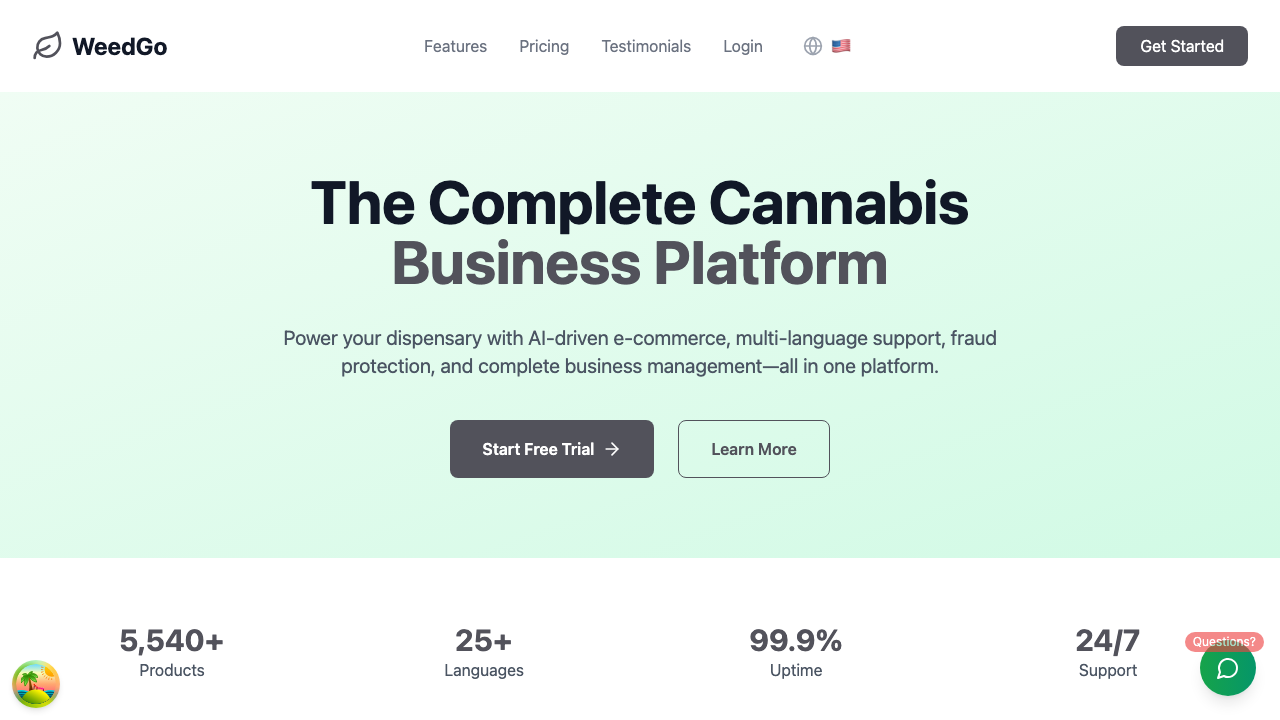 WeedGo
Features
Pricing
Testimonials
Login
Get Started
The Complete Cannabis
Business Platform
Power your dispensary with AI-driven e-commerce, multi-language support, fraud
protection, and complete business management—all in one platform.
Start Free Trial
Learn More
5,540+
Products
25+
Languages
99.9%
Uptime
24/7
Support
Questions?